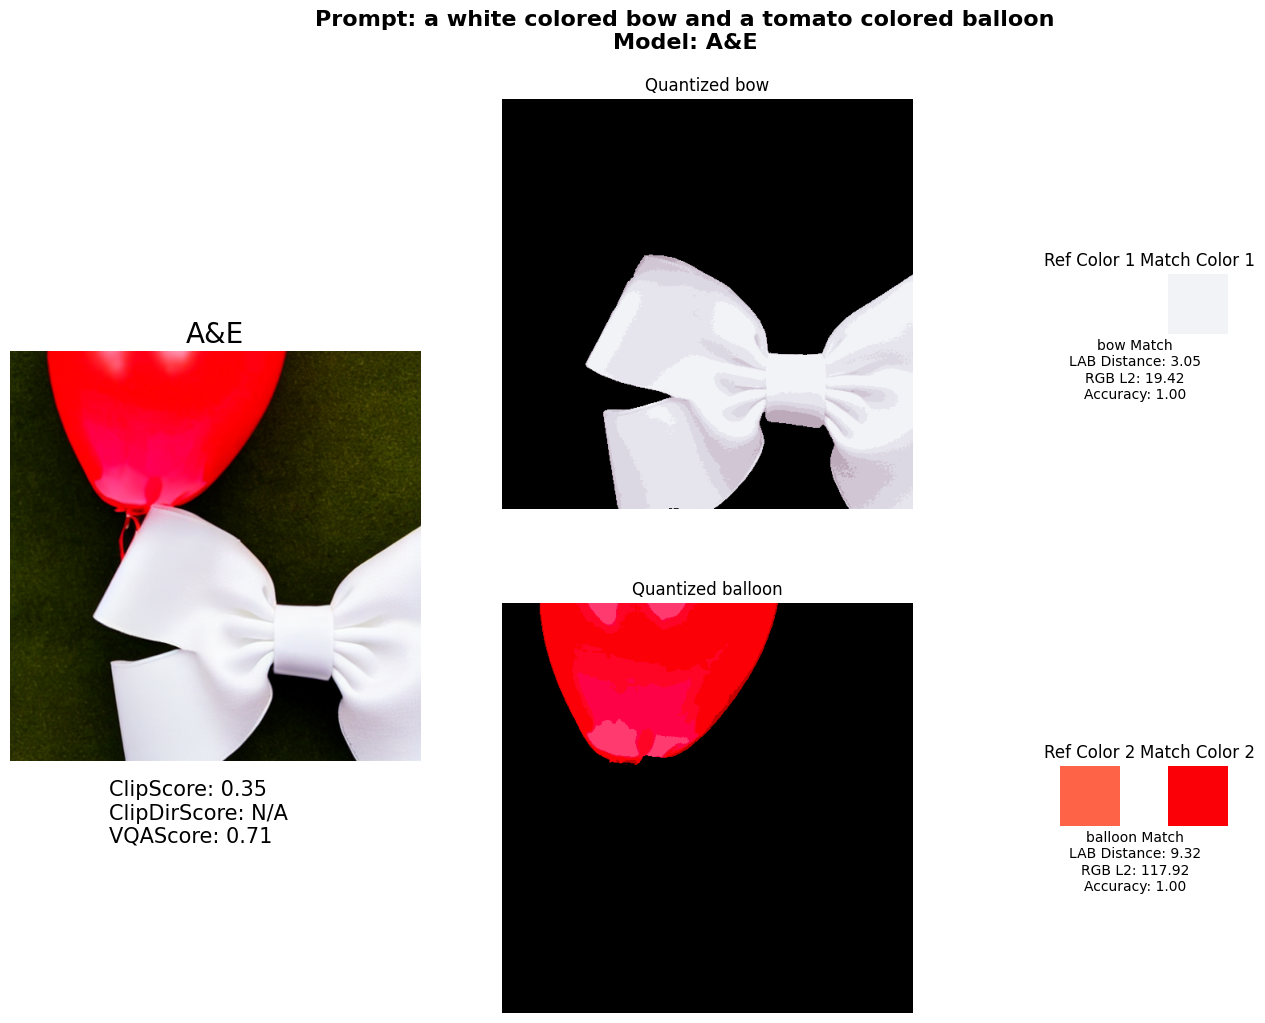 Prompt: a white colored bow and a tomato colored balloon
Model: A&E
Quantized bow
Ref Color 1 Match Color 1
bow Match
LAB Distance: 3.05
RGB L2: 19.42
Accuracy: 1.00
A&E
ClipScore: 0.35
ClipDirScore: N/A
VQAScore: 0.71
Quantized balloon
Ref Color 2 Match Color 2
balloon Match
LAB Distance: 9.32
RGB L2: 117.92
Accuracy: 1.00